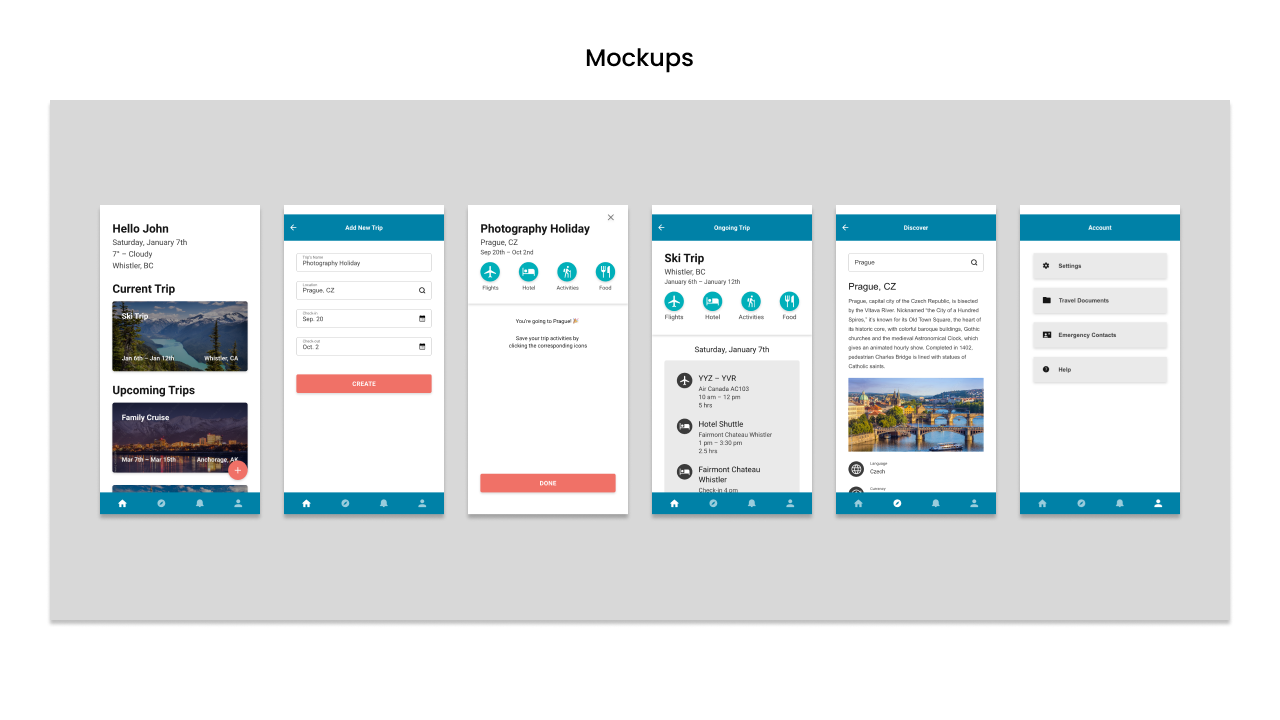 Mockups
Hello John
Saturday, January 7th
7° – Cloudy
Whistler, BC
Current Trip
Ski Trip
Jan 6th – Jan 12th
Whistler, CA
Upcoming Trips
Family Cruise
Mar 7th – Mar 15th
Anchorage, AK
Add New Trip
Trip's Name
Photography Holiday
Location
Prague, CZ
Check-in
Sep. 20
Check-out
Oct. 2
CREATE
Photography Holiday
Prague, CZ
Sep 20th – Oct 2nd
Flights
Hotel
Activities
Food
You're going to Prague! 🎉
Save your trip activities by
clicking the corresponding icons
DONE
Ongoing Trip
Ski Trip
Whistler, BC
January 6th – January 12th
Flights
Hotel
Activities
Food
Saturday, January 7th
YYZ – YVR
Air Canada AC103
10 am – 12 pm
5 hrs
Hotel Shuttle
Fairmont Chateau Whistler
1 pm – 3:30 pm
2.5 hrs
Fairmont Chateau
Whistler
Check-in 4 pm
Discover
Prague
Prague, CZ
Prague, capital city of the Czech Republic, is bisected
by the Vltava River. Nicknamed "the City of a Hundred
Spires," it's known for its Old Town Square, the heart of
its historic core, with colorful baroque buildings, Gothic
churches and the medieval Astronomical Clock, which
gives an animated hourly show. Completed in 1402,
pedestrian Charles Bridge is lined with statues of
Catholic saints.
Language
Czech
Currency
Account
Settings
Travel Documents
Emergency Contacts
Help